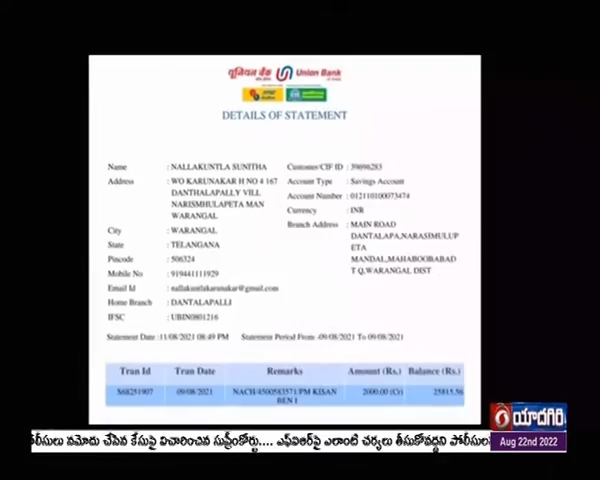 यूनियन बैंक Union Bank
DETAILS OF STATEMENT
Name : NALLAKUNTLA SUNITHA Customer/CIF ID : 39696283
Address : WO KARUNAKAR H NO 4 167 Account Type : Savings Account
DANTHALAPALLY VILL Account Number : 012110100073474
NARISMHULAPETA MAN Currency : INR
WARANGAL Branch Address : MAIN ROAD
DANTALAPA,NARASIMULUP
City : WARANGAL ETA
State : TELANGANA MANDAL,MAHABOOBABAD
Pincode : 506324 T Q,WARANGAL DIST
Mobile No : 919441111929
Email Id : nallakuntlakarunakar@gmail.com
Home Branch : DANTALAPALLI
IFSC : UBIN0801216
Statement Date :11/08/2021 08:49 PM Statement Period From -09/08/2021 To 09/08/2021
Tran Id Tran Date Remarks Amount (Rs.) Balance (Rs.)
S68251907 09/08/2021 NACH/4500583571/PM KISAN 2000.00 (Cr) 25815.56
BEN I
యాదగిరి
లీసులు నమోదు చేసిన కేసుపై విచారించిన సుప్రీంకోర్టు.... ఎఫ్ఐఆర్‌పై ఎలాంటి చర్యలు తీసుకోవద్దని పోలీసుల
Aug 22nd 2022